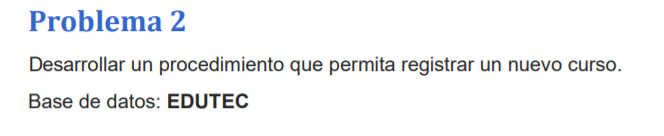 Problema 2
Desarrollar un procedimiento que permita registrar un nuevo curso.
Base de datos: EDUTEC